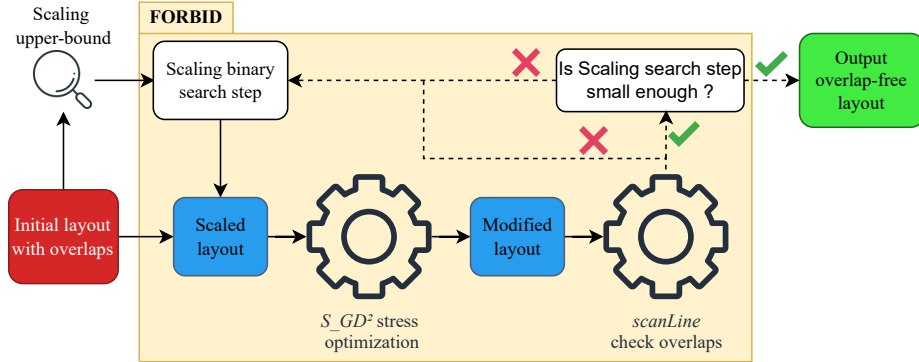 Scaling
upper-bound
FORBID
Scaling binary
search step
Is Scaling search step
small enough ?
Output
overlap-free
layout
Initial layout
with overlaps
Scaled
layout
Modified
layout
S_GD² stress
optimization
scanLine
check overlaps